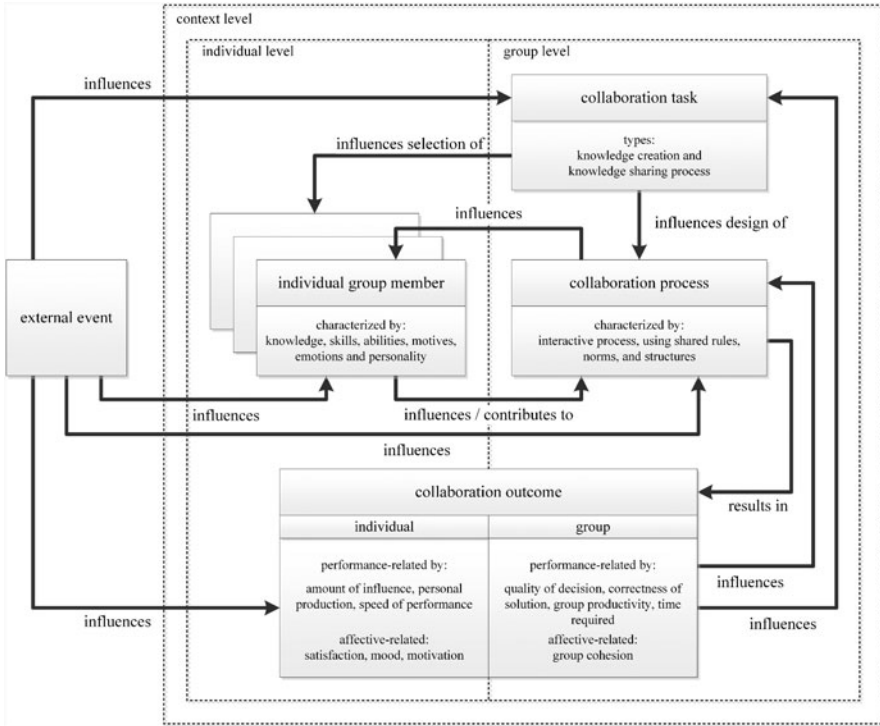 context level
individual level
group level
influences
collaboration task
influences selection of
types:
knowledge creation and
knowledge sharing process
influences
influences design of
external event
individual group member
characterized by:
knowledge, skills, abilities, motives,
emotions and personality
collaboration process
characterized by:
interactive process, using shared rules,
norms, and structures
influences
influences / contributes to
influences
collaboration outcome
results in
individual
group
performance-related by:
amount of influence, personal
production, speed of performance
affective-related:
satisfaction, mood, motivation
performance-related by:
quality of decision, correctness of
solution, group productivity, time
required
affective-related:
group cohesion
influences
influences
influences